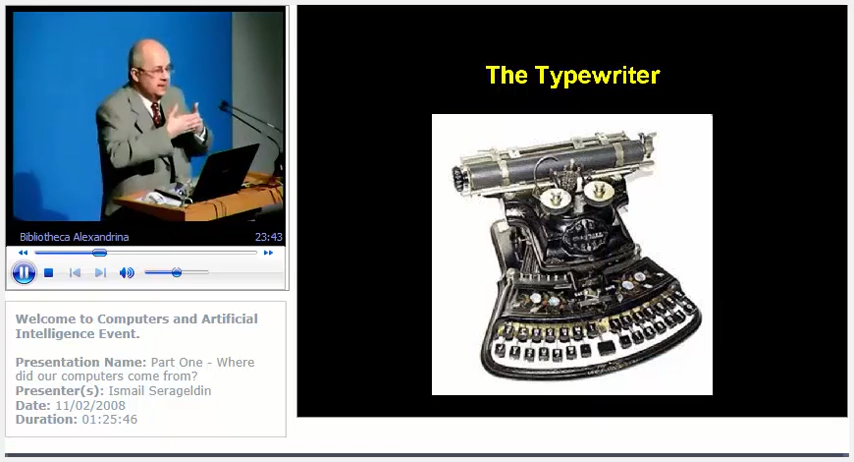 The Typewriter
Bibliotheca Alexandrina 23:43
Welcome to Computers and Artificial
Intelligence Event.
Presentation Name: Part One - Where
did our computers come from?
Presenter(s): Ismail Serageldin
Date: 11/02/2008
Duration: 01:25:46